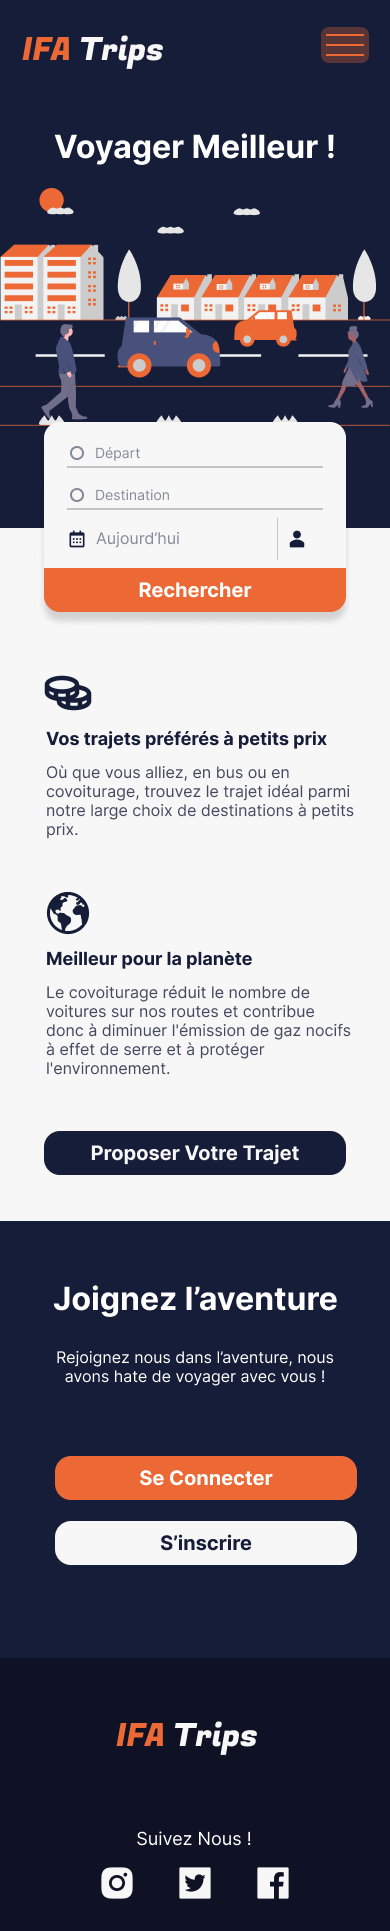 IFA Trips
Voyager Meilleur !
Départ
Destination
Aujourd’hui
Rechercher
Vos trajets préférés à petits prix
Où que vous alliez, en bus ou en
covoiturage, trouvez le trajet idéal parmi
notre large choix de destinations à petits
prix.
Meilleur pour la planète
Le covoiturage réduit le nombre de
voitures sur nos routes et contribue
donc à diminuer l'émission de gaz nocifs
à effet de serre et à protéger
l'environnement.
Proposer Votre Trajet
Joignez l’aventure
Rejoignez nous dans l’aventure, nous
avons hate de voyager avec vous !
Se Connecter
S’inscrire
IFA Trips
Suivez Nous !